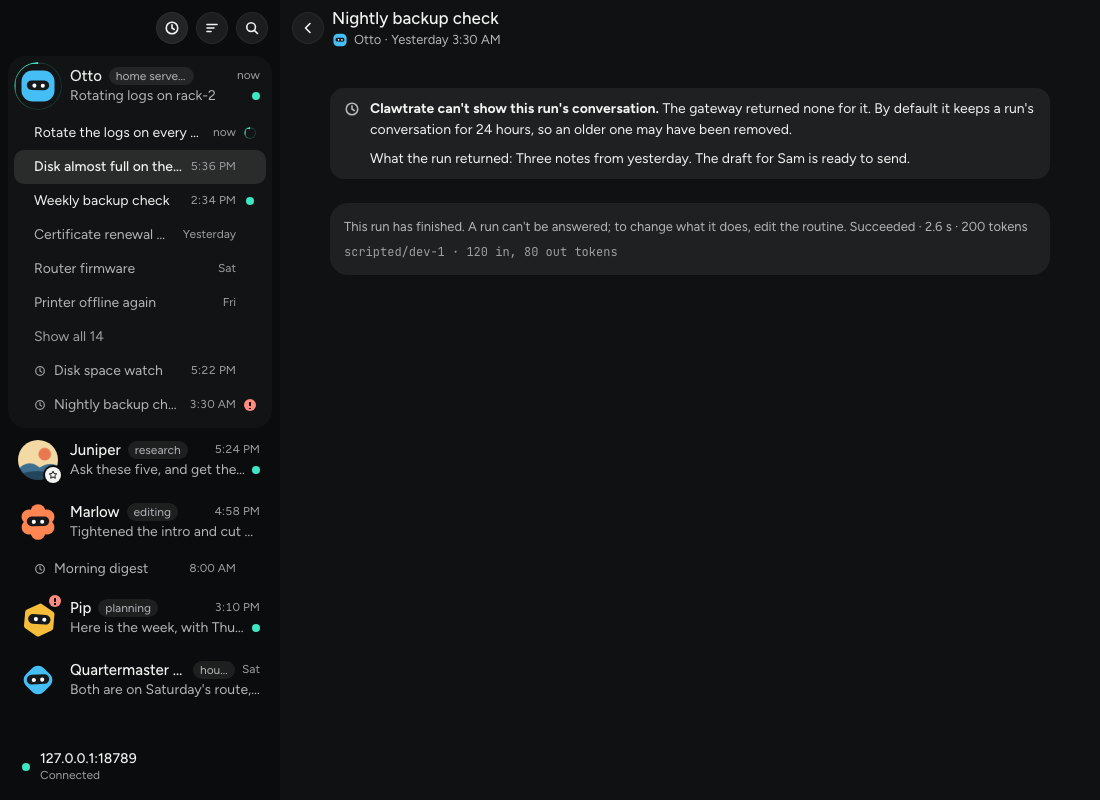 Otto home serve... now
Rotating logs on rack-2
Rotate the logs on every ... now
Disk almost full on the... 5:36 PM
Weekly backup check 2:34 PM
Certificate renewal ... Yesterday
Router firmware Sat
Printer offline again Fri
Show all 14
Disk space watch 5:22 PM
Nightly backup ch... 3:30 AM
Juniper research 5:24 PM
Ask these five, and get the...
Marlow editing 4:58 PM
Tightened the intro and cut ...
Morning digest 8:00 AM
Pip planning 3:10 PM
Here is the week, with Thu...
Quartermaster ... hou... Sat
Both are on Saturday's route,...
127.0.0.1:18789
Connected
Nightly backup check
Otto · Yesterday 3:30 AM
Clawtrate can't show this run's conversation. The gateway returned none for it. By default it keeps a run's
conversation for 24 hours, so an older one may have been removed.
What the run returned: Three notes from yesterday. The draft for Sam is ready to send.
This run has finished. A run can't be answered; to change what it does, edit the routine. Succeeded · 2.6 s · 200 tokens
scripted/dev-1 · 120 in, 80 out tokens